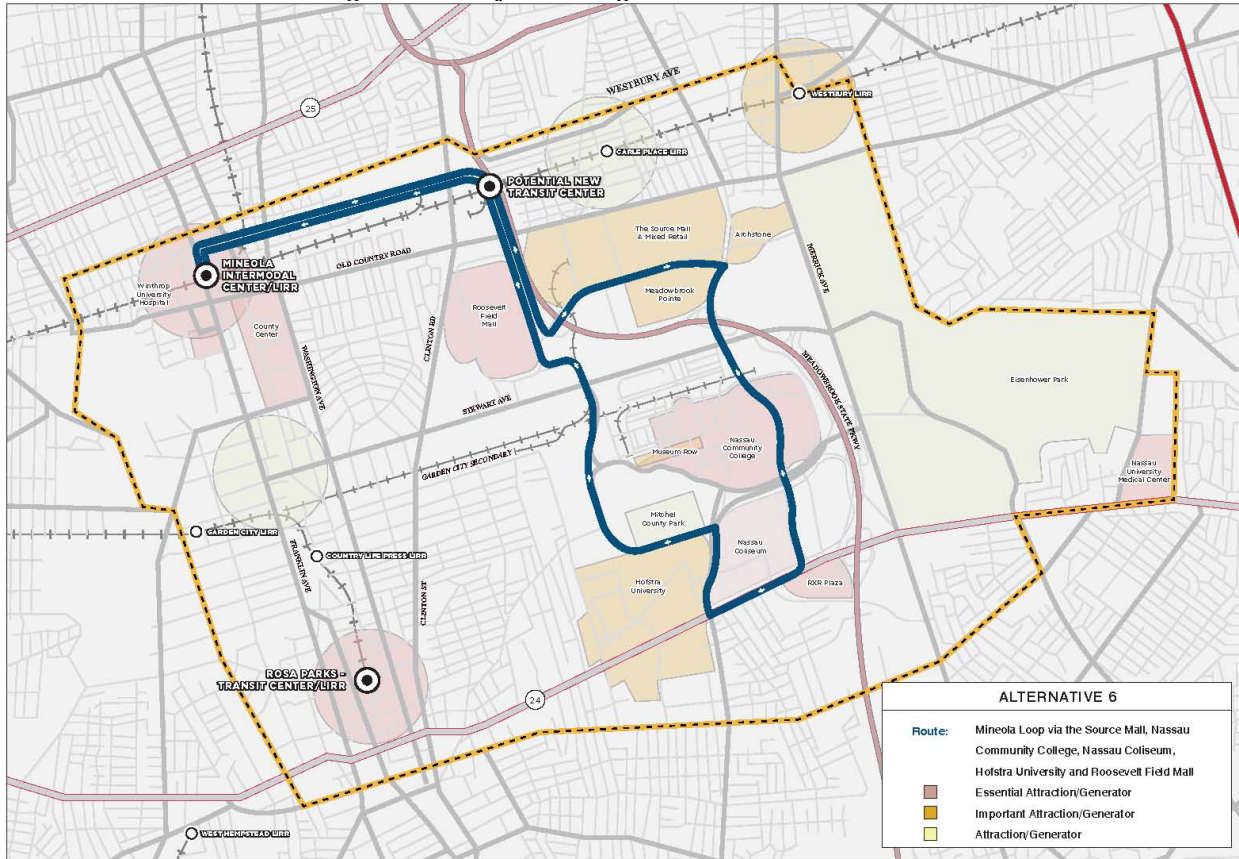 25
WESTBURY AVE
WESTBURY LIRR
CARLE PLACE LIRR
POTENTIAL NEW
TRANSIT CENTER
The Source Mall
& Mixed Retail
Archstone
MERRICK AVE
OLD COUNTRY ROAD
MINEOLA
INTERMODAL
CENTER/LIRR
Winthrop
University
Hospital
County
Center
Roosevelt
Field
Mall
Meadowbrook
Pointe
WASHINGTON AVE
CLINTON RD
STEWART AVE
MEADOWBROOK STATE PKWY
Eisenhower Park
GARDEN CITY SECONDARY
Museum Row
Nassau
Community
College
Nassau
University
Medical Center
Mitchel
County Park
Nassau
Coliseum
GARDEN CITY LIRR
COUNTRY LIFE PRESS LIRR
FRANKLIN AVE
CLINTON ST
Hofstra
University
RXR Plaza
ROSA PARKS -
TRANSIT CENTER/LIRR
24
WEST HEMPSTEAD LIRR
ALTERNATIVE 6
Route: Mineola Loop via the Source Mall, Nassau
Community College, Nassau Coliseum,
Hofstra University and Roosevelt Field Mall
Essential Attraction/Generator
Important Attraction/Generator
Attraction/Generator